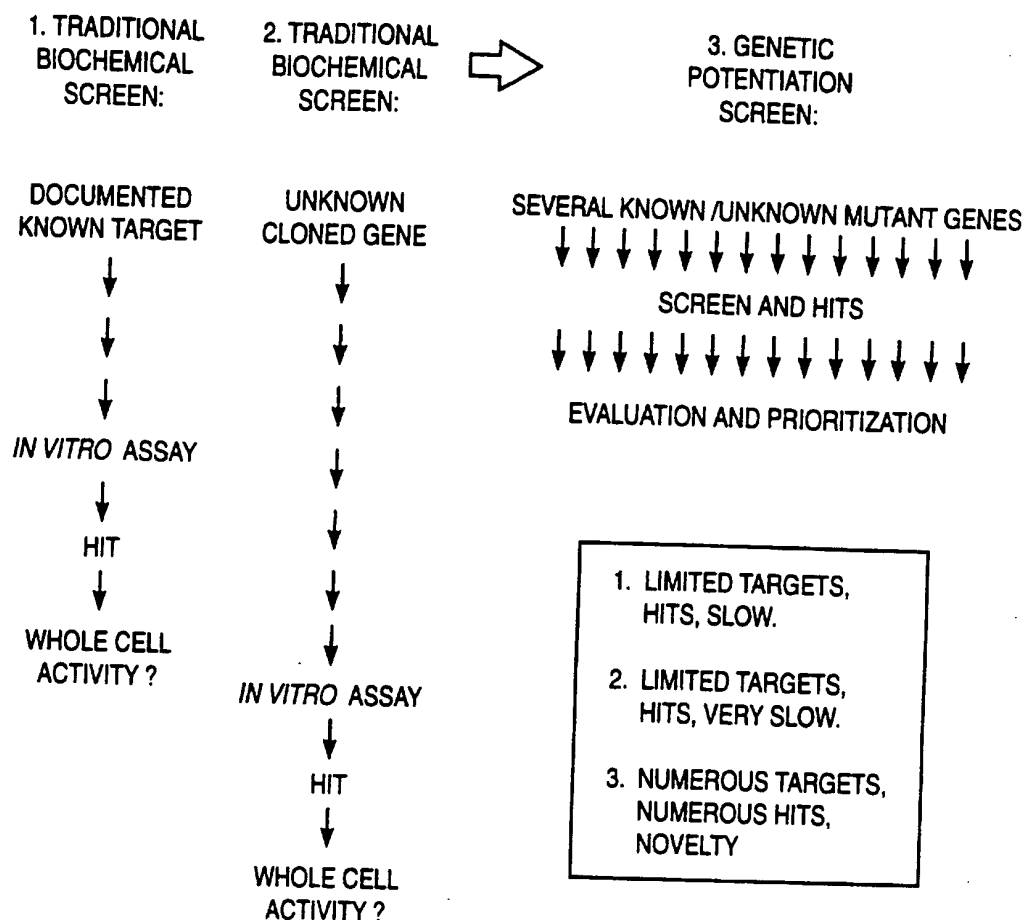 1. TRADITIONAL
BIOCHEMICAL
SCREEN:
DOCUMENTED
KNOWN TARGET
IN VITRO ASSAY
HIT
WHOLE CELL
ACTIVITY ?
2. TRADITIONAL
BIOCHEMICAL
SCREEN:
UNKNOWN
CLONED GENE
IN VITRO ASSAY
HIT
WHOLE CELL
ACTIVITY ?
3. GENETIC
POTENTIATION
SCREEN:
SEVERAL KNOWN /UNKNOWN MUTANT GENES
SCREEN AND HITS
EVALUATION AND PRIORITIZATION
1. LIMITED TARGETS,
HITS, SLOW.
2. LIMITED TARGETS,
HITS, VERY SLOW.
3. NUMEROUS TARGETS,
NUMEROUS HITS,
NOVELTY